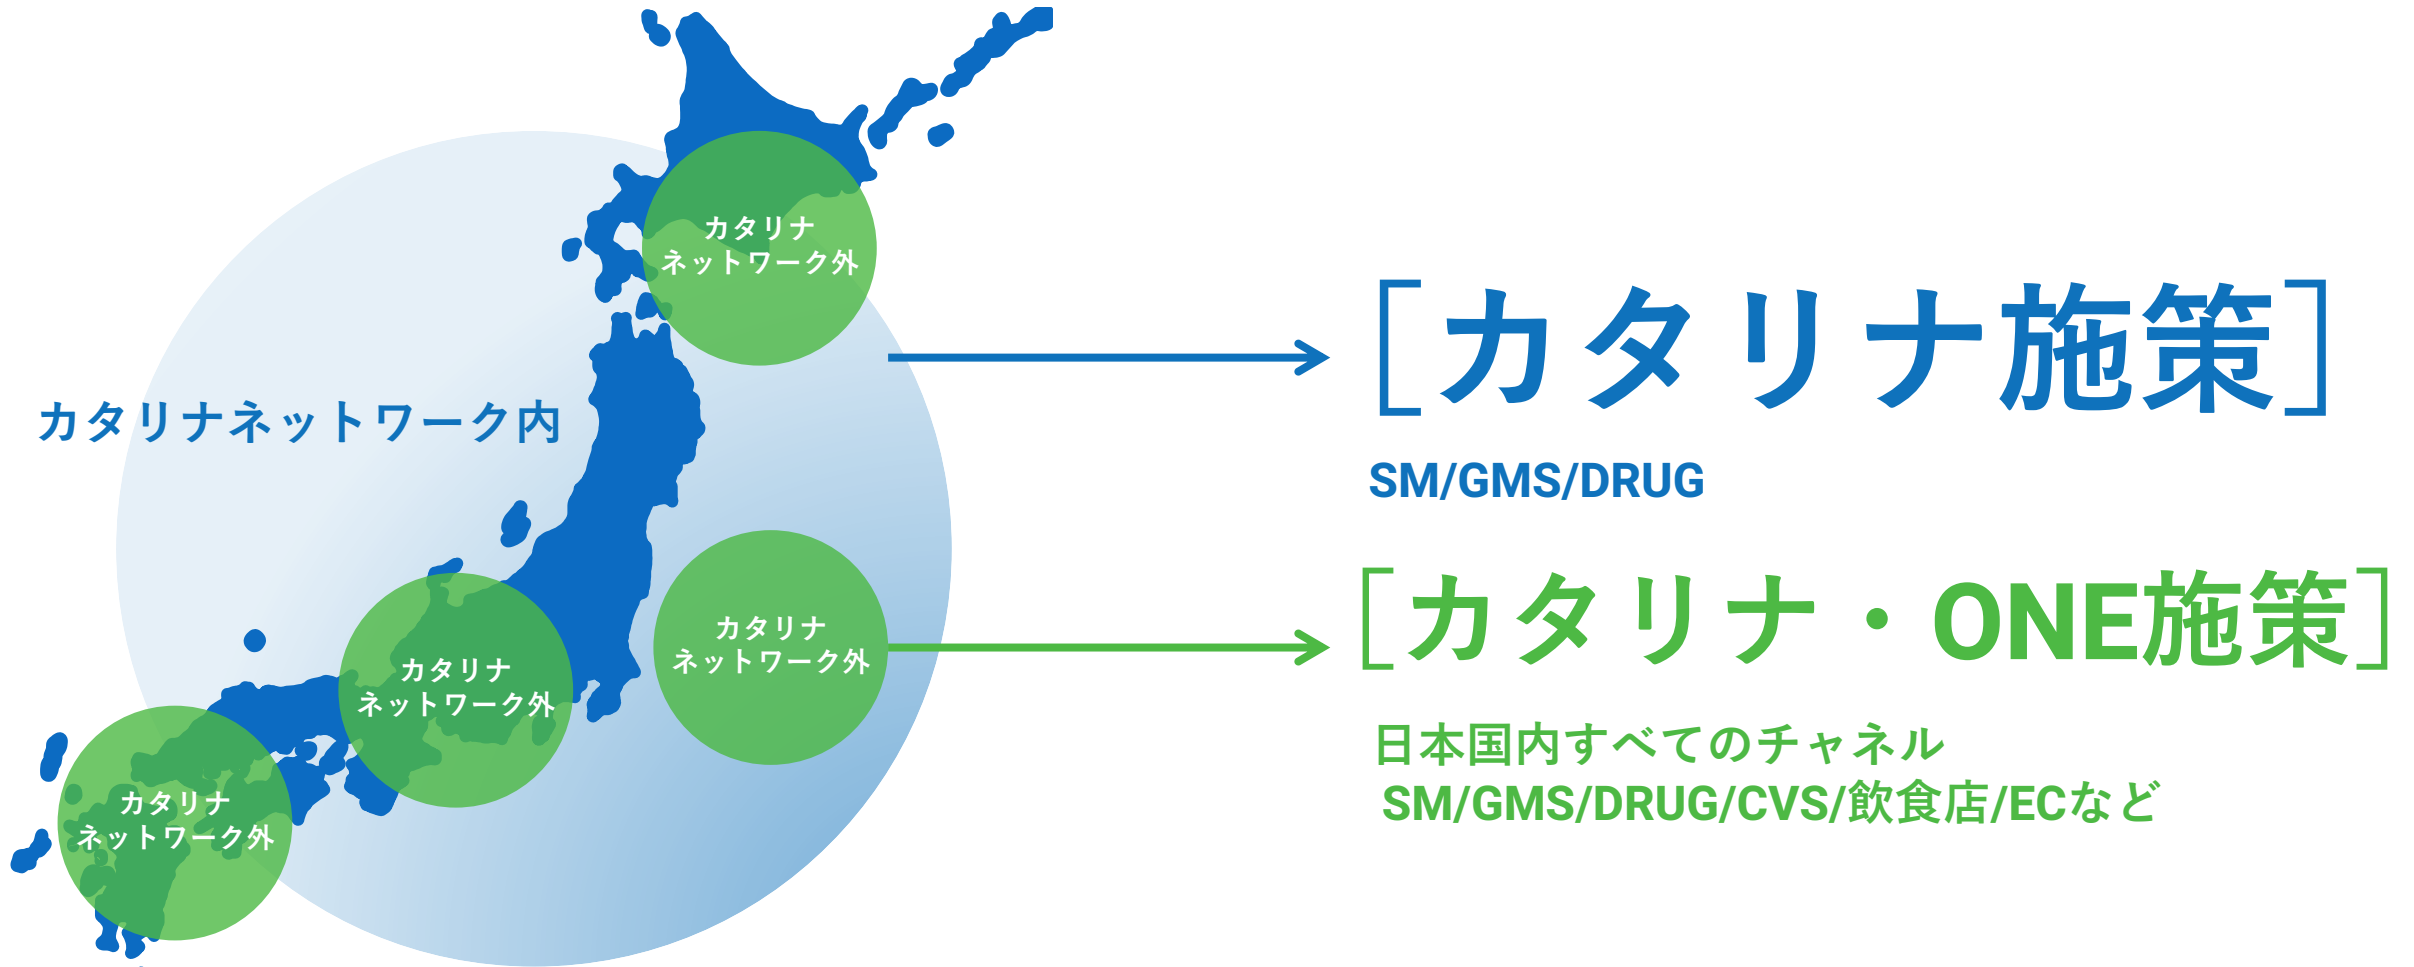 カタリナ
ネットワーク外
カタリナネットワーク内
カタリナ
ネットワーク外
カタリナ
ネットワーク外
カタリナ
ネットワーク外
[カタリナ施策]
SM/GMS/DRUG
[カタリナ・ONE施策]
日本国内すべてのチャネル
SM/GMS/DRUG/CVS/飲食店/ECなど